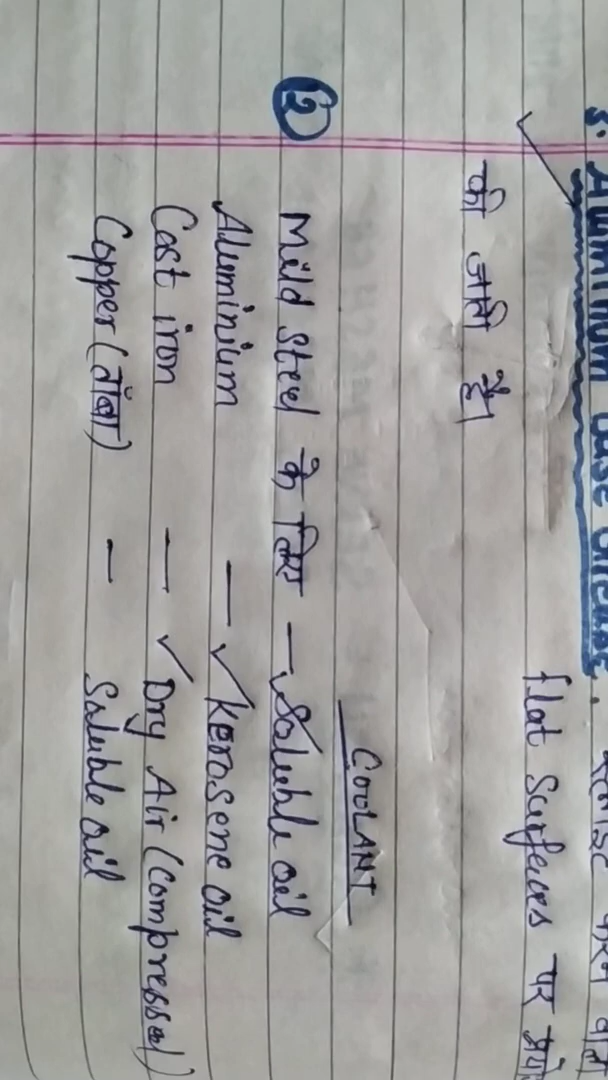 flat surfaces पर
की जाती है।
COOLANT
(2) Mild Steel के लिए — Soluble oil
Aluminium — ✓ Kerosene oil
Cast iron — ✓ Dry Air (Compressed)
Copper (ताँबा) — Soluble oil